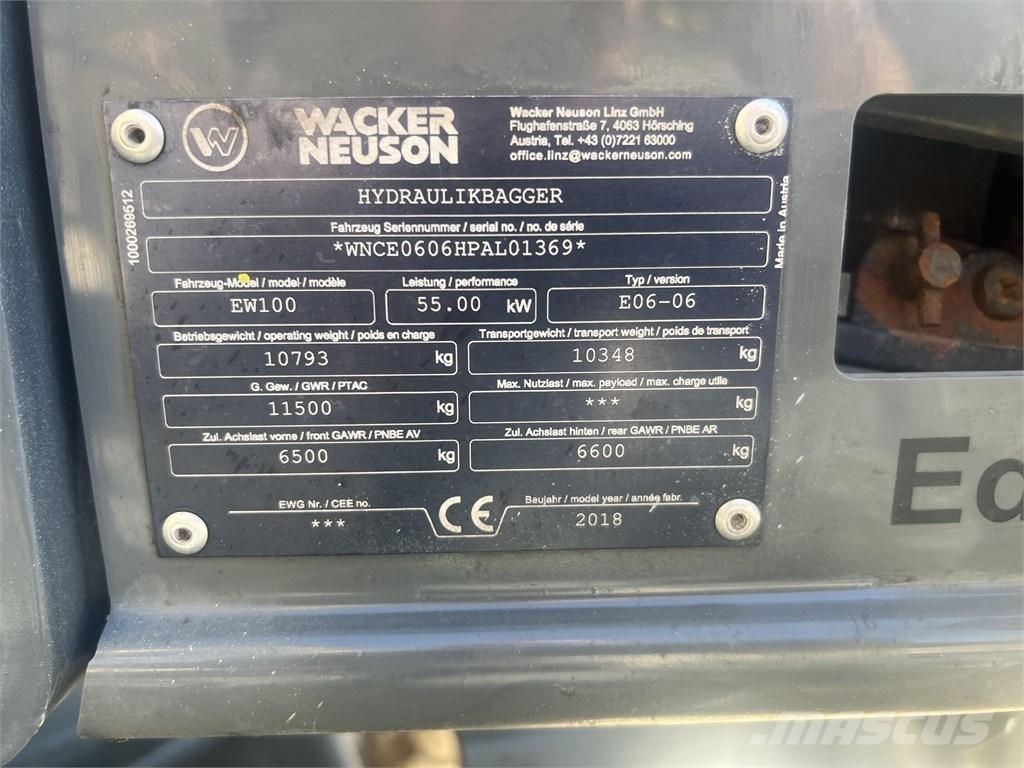 W
WACKER
NEUSON
Wacker Neuson Linz GmbH
Flughafenstraße 7, 4063 Hörsching
Austria, Tel. +43 (0)7221 63000
office.linz@wackerneuson.com
1000269512
HYDRAULIKBAGGER
Made in Austria
Fahrzeug Seriennummer / serial no. / no. de série
*WNCE0606HPAL01369*
Fahrzeug-Model / model / modèle Leistung / performance Typ / version
EW100 55.00 kW E06-06
Betriebsgewicht / operating weight / poids en charge Transportgewicht / transport weight / poids de transport
10793 kg 10348 kg
G. Gew. / GWR / PTAC Max. Nutzlast / max. payload / max. charge utile
11500 kg *** kg
Zul. Achslast vorne / front GAWR / PNBE AV Zul. Achslast hinten / rear GAWR / PNBE AR
6500 kg 6600 kg
EWG Nr. / CEE no. CE Baujahr / model year / année fabr.
*** 2018
Ed
MASCUS